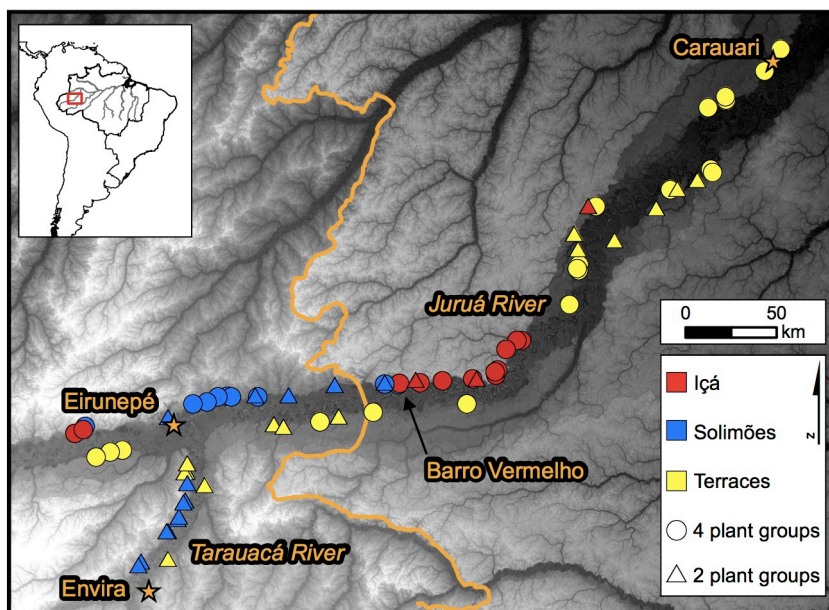 Carauari
Juruá River
0 50
km
Eirunepé
Içá
Solimões
Terraces
4 plant groups
2 plant groups
N
Barro Vermelho
Tarauacá River
Envira